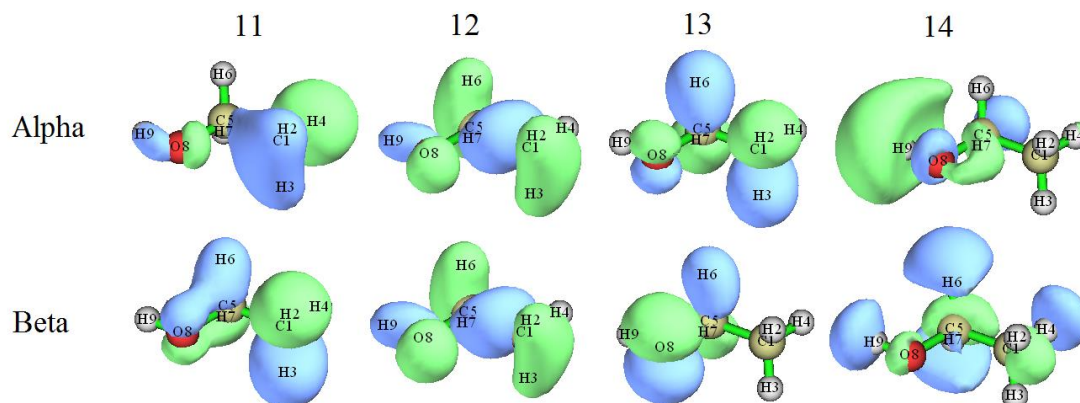 11 12 13 14
Alpha
H6 H6 H6 H6
C5 H2 H4 C5 H2 H4 C5 H2 C5 H2 H4
H9 O8 H7 C1 H9 O8 H7 C1 H9 O8 H7 C1 H9 O8 H7 C1
H3 H3 H3 H3
Beta
H6 H6 H6 H6
C5 H2 H4 C5 H2 C5 H2 H4 C5 H4
H9 O8 H7 C1 H9 O8 H7 C1 H9 O8 H7 C1 H9 O8 H7 C1
H3 H3 H3 H3